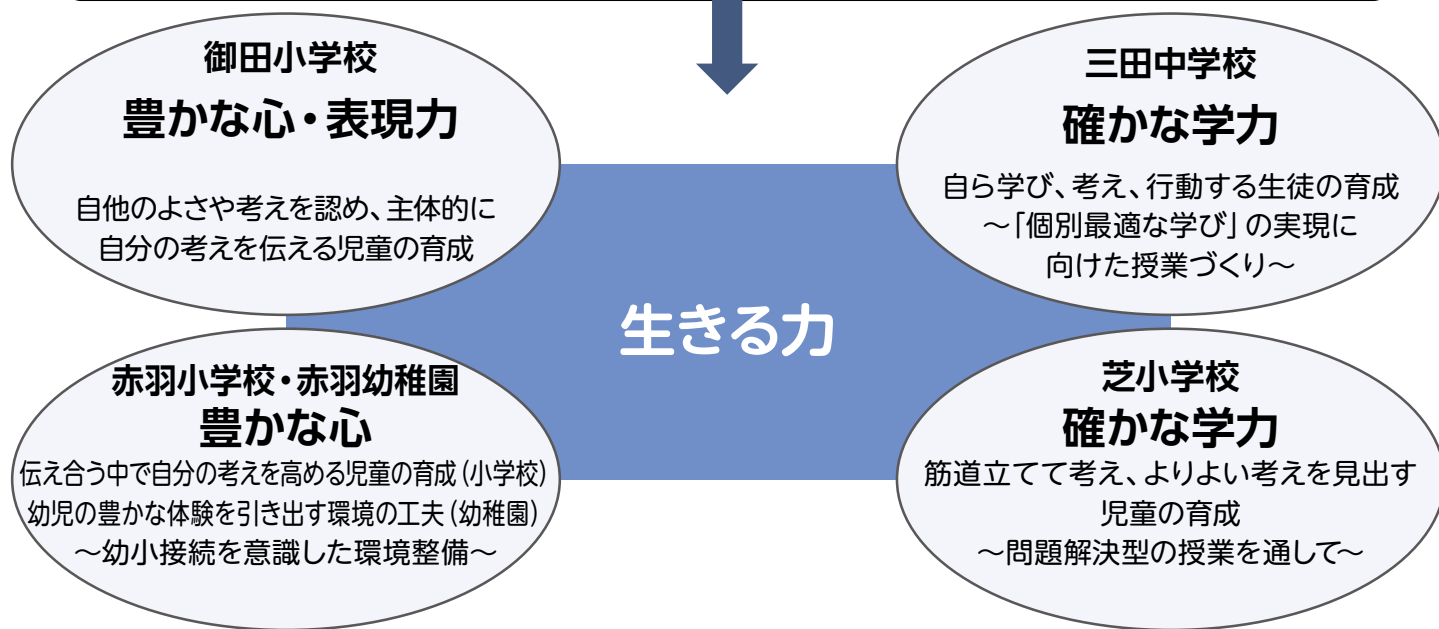 御田小学校
豊かな心・表現力
自他のよさや考えを認め、主体的に
自分の考えを伝える児童の育成
三田中学校
確かな学力
自ら学び、考え、行動する生徒の育成
~「個別最適な学び」の実現に
向けた授業づくり~
生きる力
赤羽小学校・赤羽幼稚園
豊かな心
伝え合う中で自分の考えを高める児童の育成(小学校)
幼児の豊かな体験を引き出す環境の工夫(幼稚園)
~幼小接続を意識した環境整備~
芝小学校
確かな学力
筋道立てて考え、よりよい考えを見出す
児童の育成
~問題解決型の授業を通して~